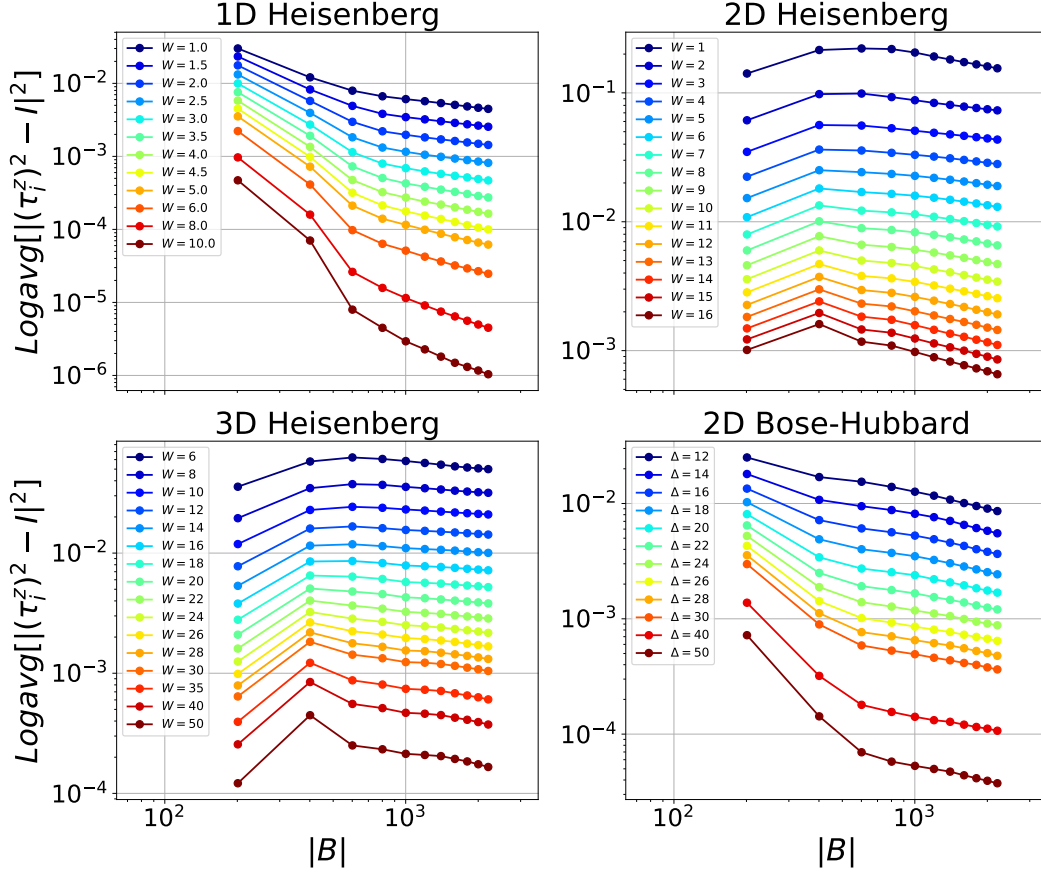 1D Heisenberg
Logavg[|(τ_i^z)^2 − I|^2]
10^−2
10^−3
10^−4
10^−5
10^−6
W = 1.0
W = 1.5
W = 2.0
W = 2.5
W = 3.0
W = 3.5
W = 4.0
W = 4.5
W = 5.0
W = 6.0
W = 8.0
W = 10.0
2D Heisenberg
10^−1
10^−2
10^−3
W = 1
W = 2
W = 3
W = 4
W = 5
W = 6
W = 7
W = 8
W = 9
W = 10
W = 11
W = 12
W = 13
W = 14
W = 15
W = 16
3D Heisenberg
Logavg[|(τ_i^z)^2 − I|^2]
10^−2
10^−3
10^−4
W = 6
W = 8
W = 10
W = 12
W = 14
W = 16
W = 18
W = 20
W = 22
W = 24
W = 26
W = 28
W = 30
W = 35
W = 40
W = 50
10^2
10^3
|B|
2D Bose-Hubbard
10^−2
10^−3
10^−4
Δ = 12
Δ = 14
Δ = 16
Δ = 18
Δ = 20
Δ = 22
Δ = 24
Δ = 26
Δ = 28
Δ = 30
Δ = 40
Δ = 50
10^2
10^3
|B|